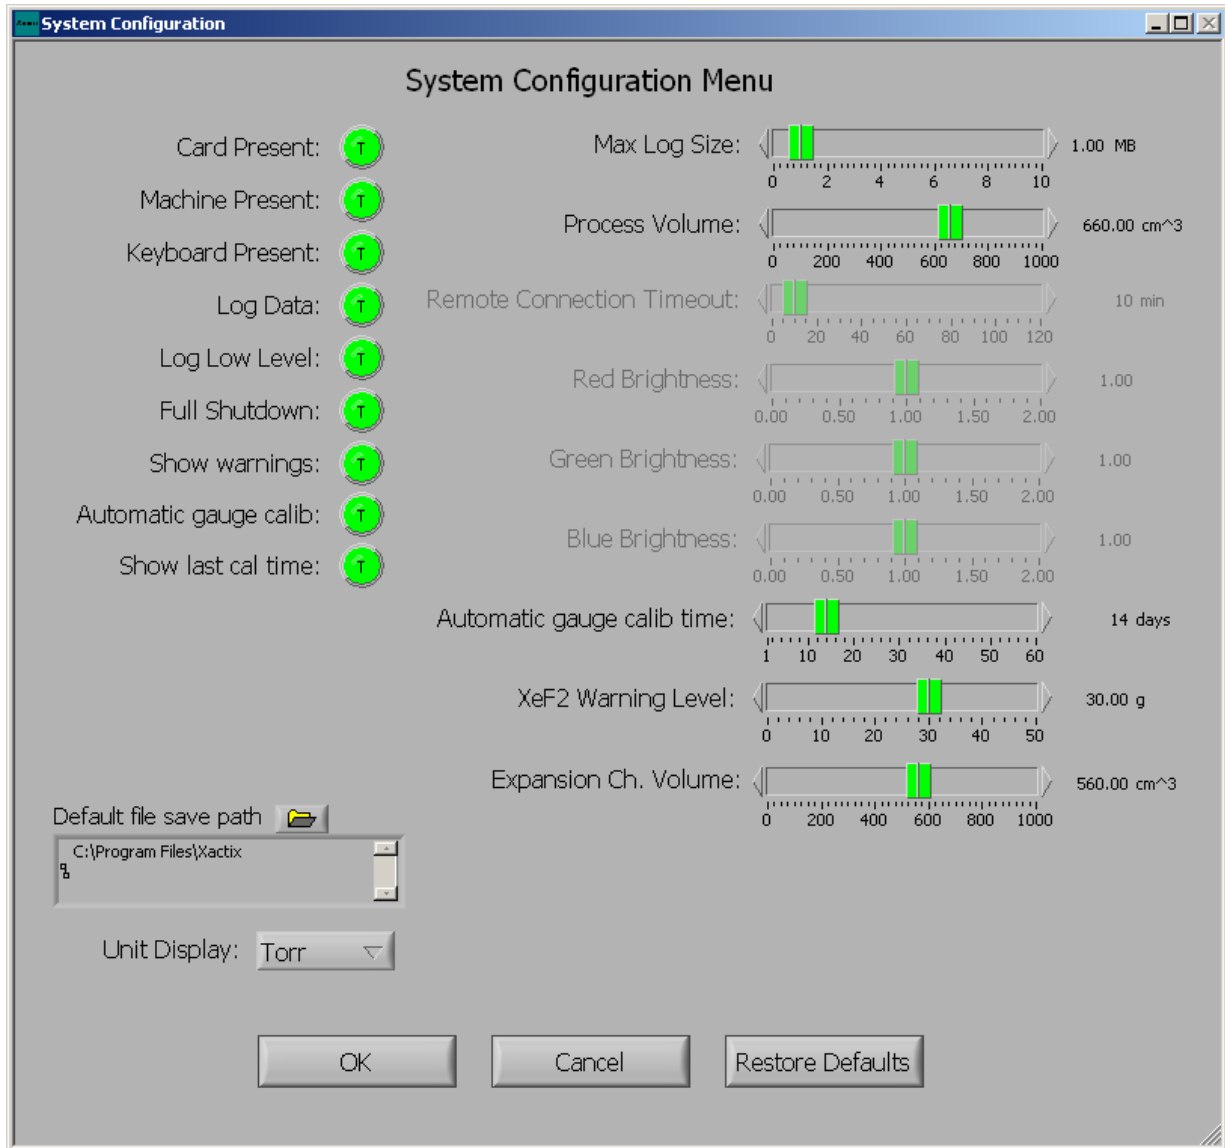 System Configuration
System Configuration Menu
Card Present: T
Machine Present: T
Keyboard Present: T
Log Data: T
Log Low Level: T
Full Shutdown: T
Show warnings: T
Automatic gauge calib: T
Show last cal time: T
Max Log Size: 1.00 MB
0 2 4 6 8 10
Process Volume: 660.00 cm^3
0 200 400 600 800 1000
Remote Connection Timeout: 10 min
0 20 40 60 80 100 120
Red Brightness: 1.00
0.00 0.50 1.00 1.50 2.00
Green Brightness: 1.00
0.00 0.50 1.00 1.50 2.00
Blue Brightness: 1.00
0.00 0.50 1.00 1.50 2.00
Automatic gauge calib time: 14 days
1 10 20 30 40 50 60
XeF2 Warning Level: 30.00 g
0 10 20 30 40 50
Expansion Ch. Volume: 560.00 cm^3
0 200 400 600 800 1000
Default file save path
C:\Program Files\Xactix
Unit Display: Torr
OK Cancel Restore Defaults